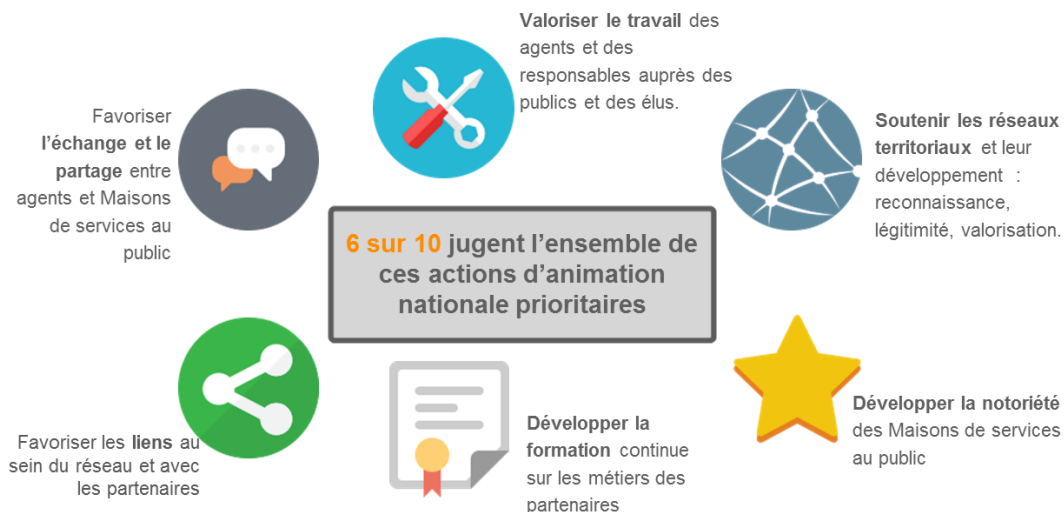 Valoriser le travail des
agents et des
responsables auprès des
publics et des élus.
Favoriser
l’échange et le
partage entre
agents et Maisons
de services au
public
Soutenir les réseaux
territoriaux et leur
développement :
reconnaissance,
légitimité, valorisation.
6 sur 10 jugent l’ensemble de
ces actions d’animation
nationale prioritaires
Favoriser les liens au
sein du réseau et avec
les partenaires
Développer la
formation continue
sur les métiers des
partenaires
Développer la notoriété
des Maisons de services
au public